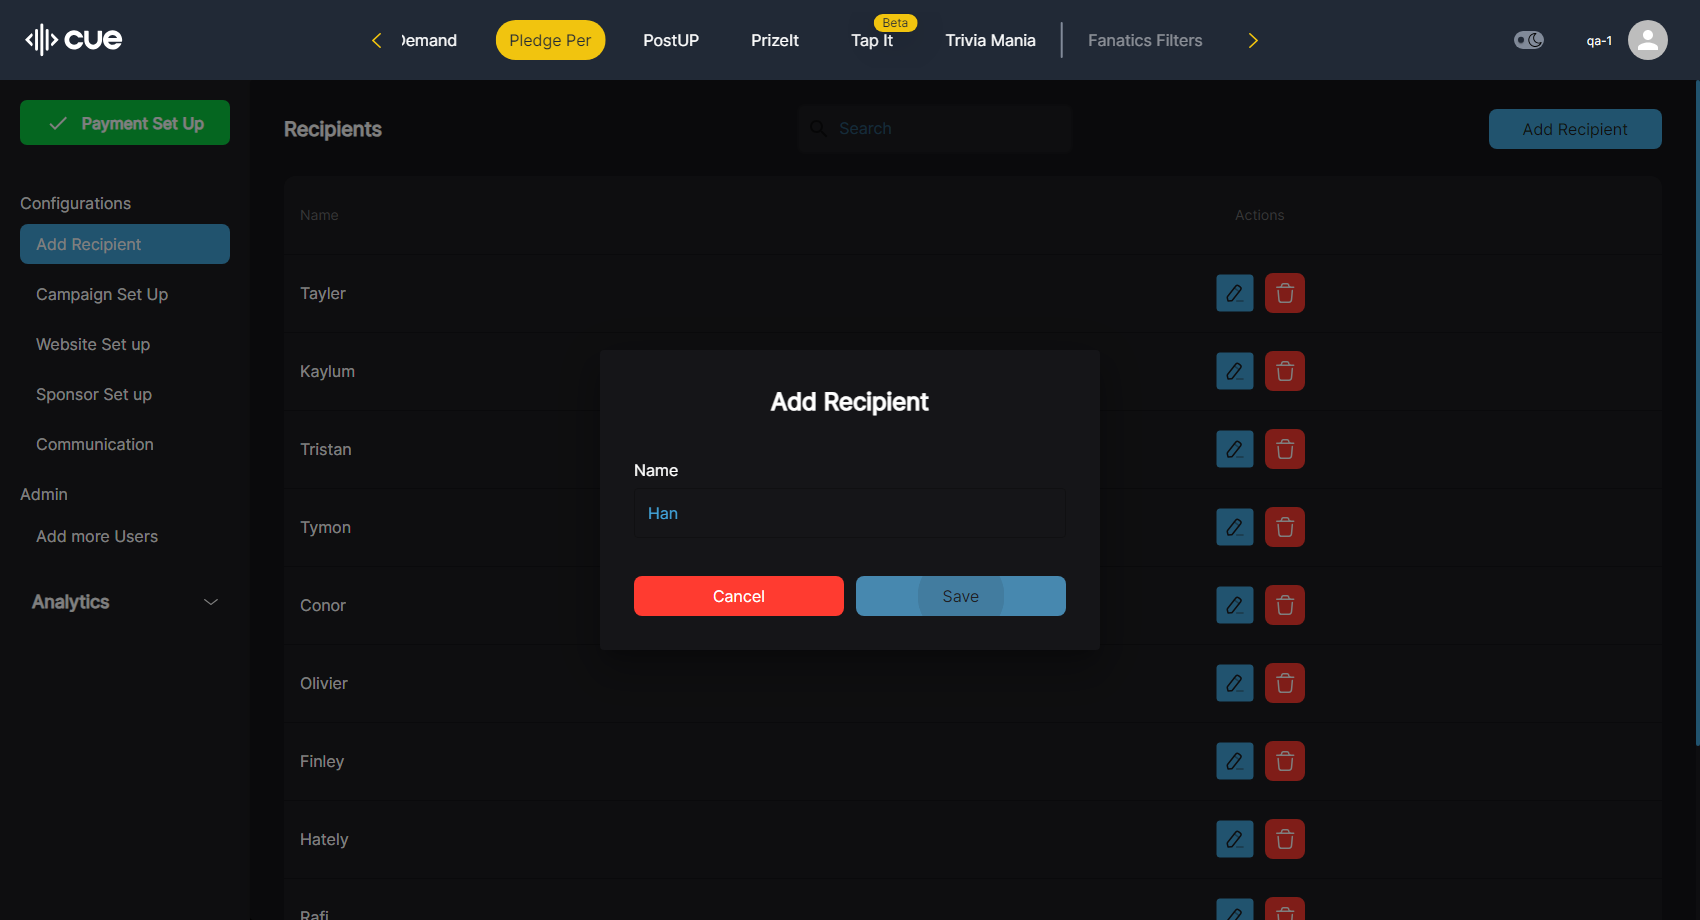 cue
Demand
Pledge Per
PostUP
PrizeIt
Beta
Tap It
Trivia Mania
Fanatics Filters
qa-1
Payment Set Up
Configurations
Add Recipient
Campaign Set Up
Website Set up
Sponsor Set up
Communication
Admin
Add more Users
Analytics
Recipients
Search
Add Recipient
Name
Actions
Tayler
Kaylum
Tristan
Tymon
Conor
Olivier
Finley
Hately
Rafi
Add Recipient
Name
Han
Cancel
Save